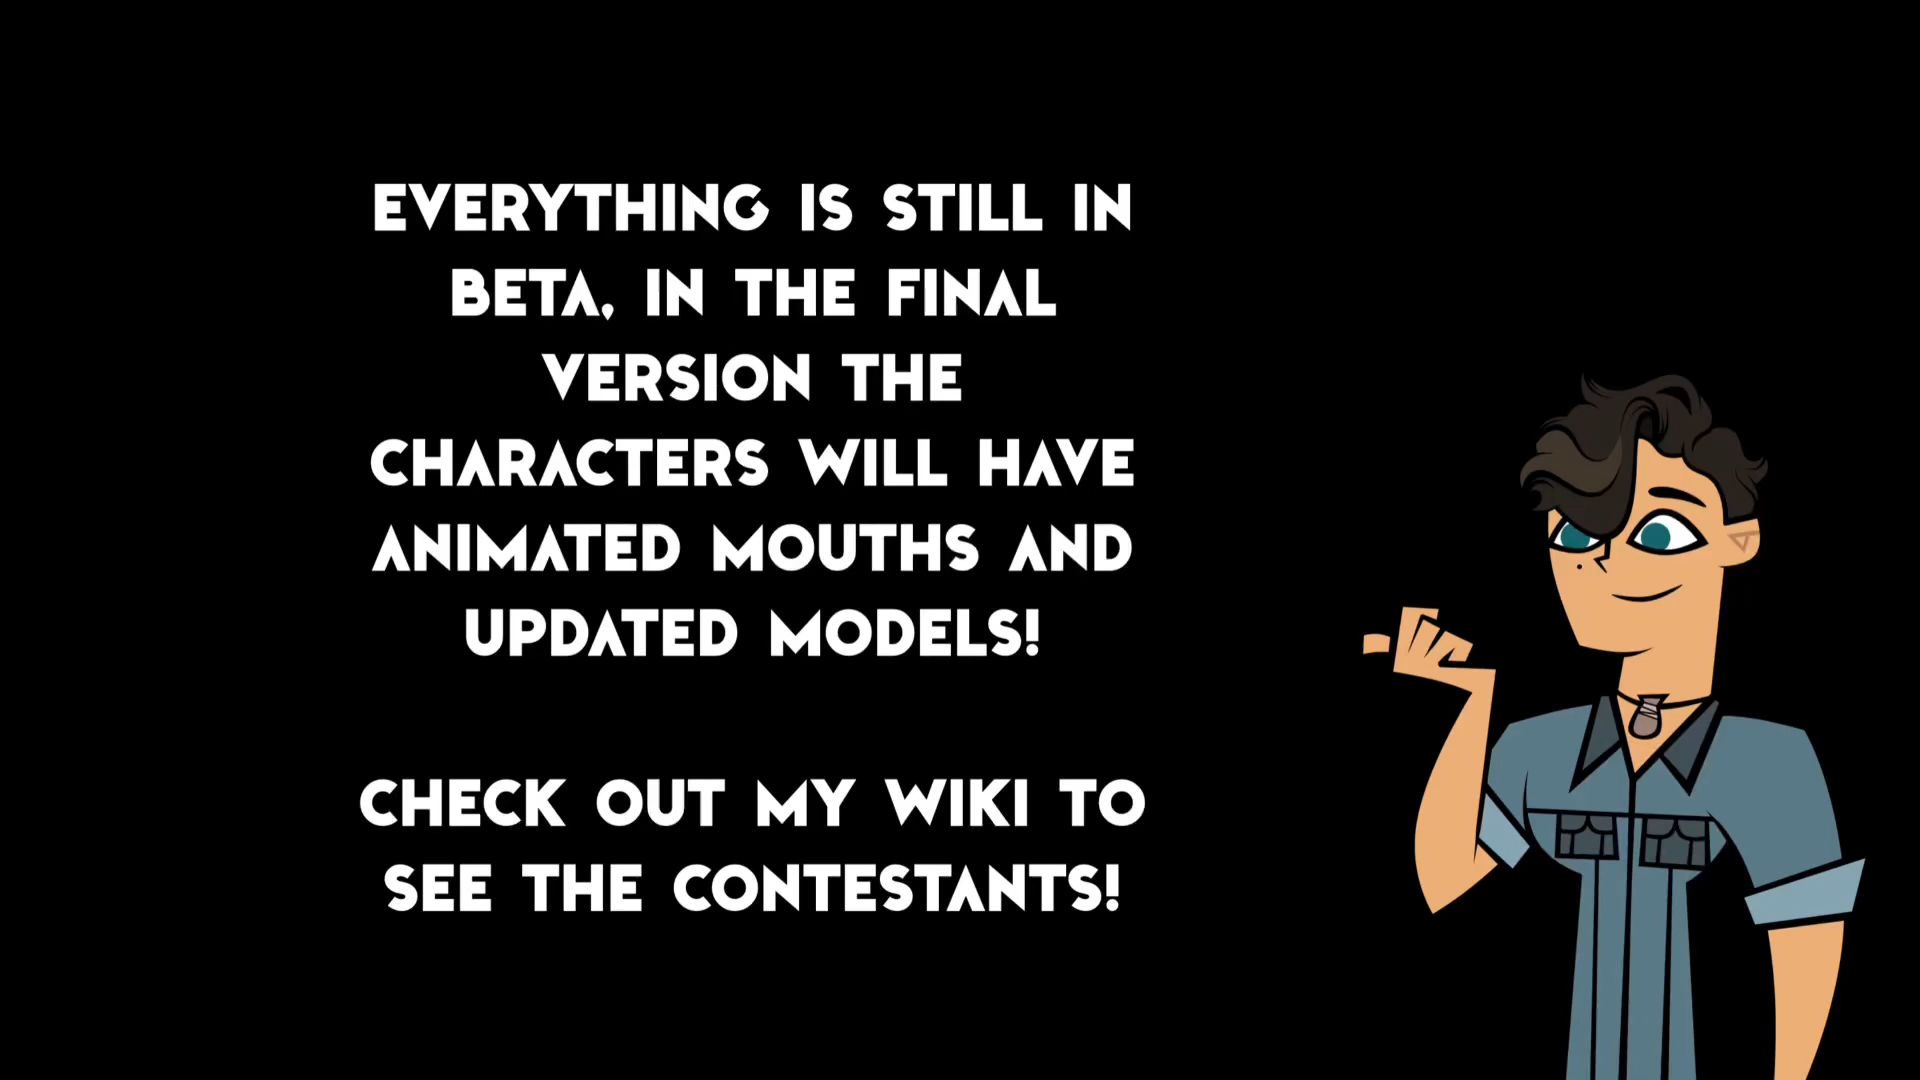 EVERYTHING IS STILL IN
BETA, IN THE FINAL
VERSION THE
CHARACTERS WILL HAVE
ANIMATED MOUTHS AND
UPDATED MODELS!
CHECK OUT MY WIKI TO
SEE THE CONTESTANTS!